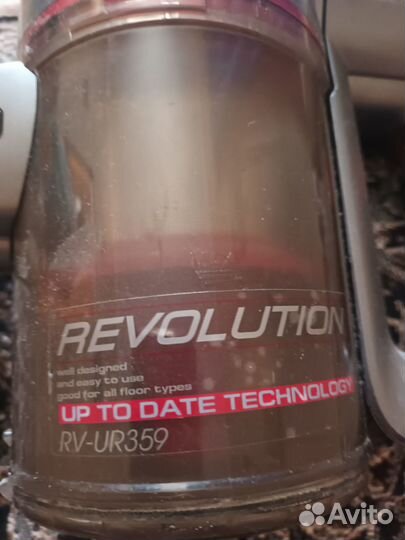 REVOLUTION
well designed
and easy to use
good for all floor types
UP TO DATE TECHNOLOGY
RV-UR359
Avito